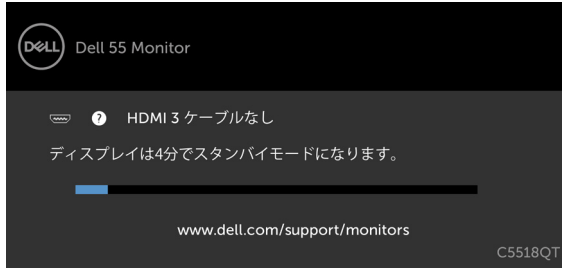 DELL Dell 55 Monitor
? HDMI 3 ケーブルなし
ディスプレイは4分でスタンバイモードになります。
www.dell.com/support/monitors
C5518QT